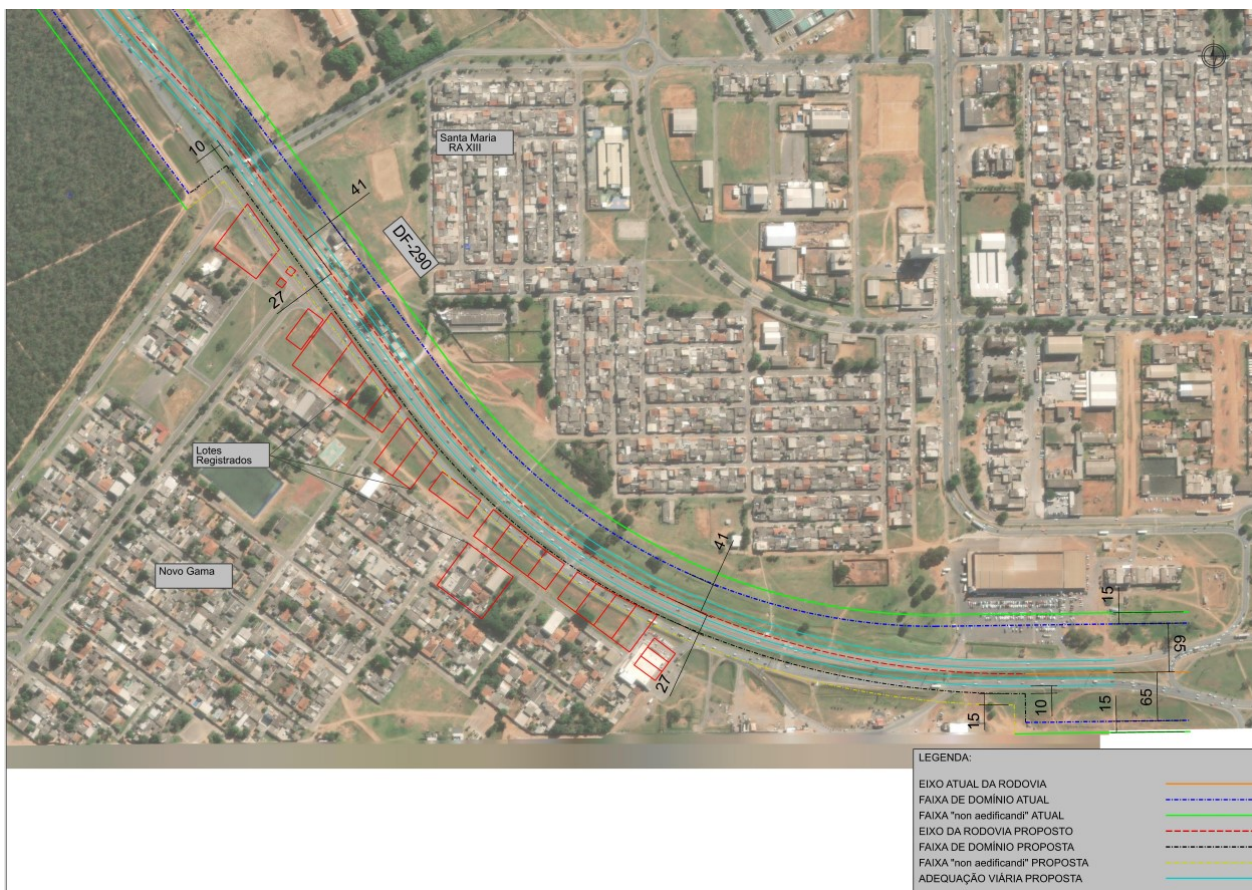 10
41
Santa Maria
RA XIII
DF-290
27
Lotes
Registrados
Novo Gama
41
27
15
65
15
10
15
65
LEGENDA:
EIXO ATUAL DA RODOVIA
FAIXA DE DOMÍNIO ATUAL
FAIXA "non aedificandi" ATUAL
EIXO DA RODOVIA PROPOSTO
FAIXA DE DOMÍNIO PROPOSTA
FAIXA "non aedificandi" PROPOSTA
ADEQUAÇÃO VIÁRIA PROPOSTA